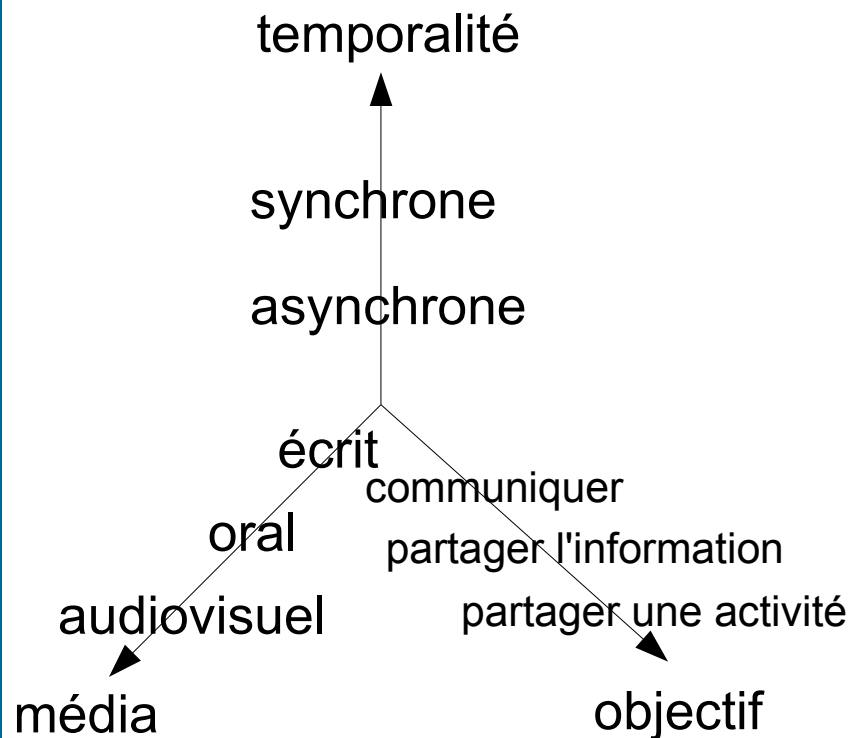 temporalité
synchrone
asynchrone
écrit
communiquer
oral
partager l'information
audiovisuel
partager une activité
média
objectif